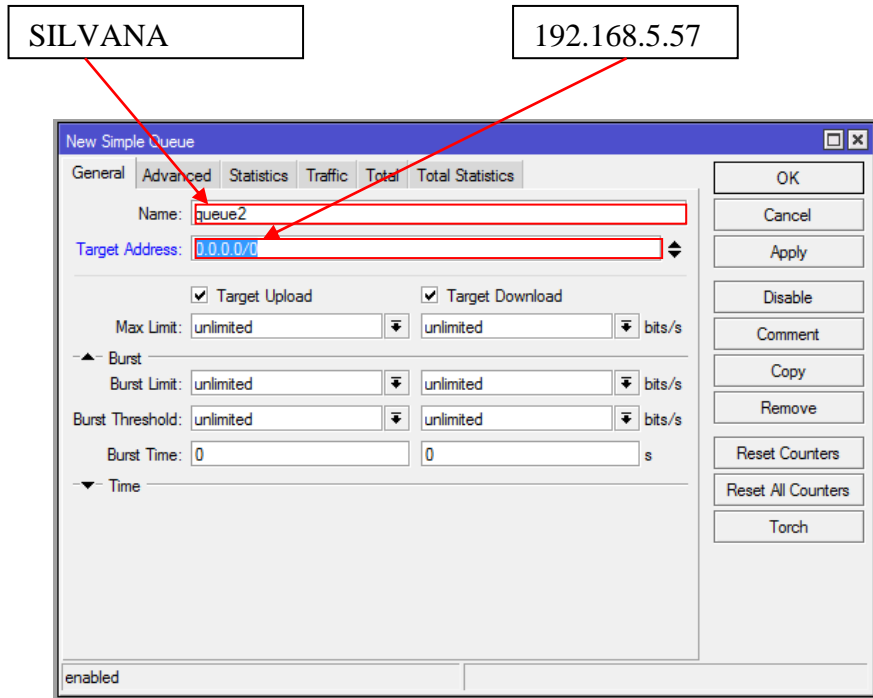 SILVANA 192.168.5.57
New Simple Queue
General Advanced Statistics Traffic Total Total Statistics OK
Name: queue2 Cancel
Target Address: 0.0.0.0/0 Apply
Target Upload Target Download Disable
Max Limit: unlimited unlimited bits/s Comment
Burst Copy
Burst Limit: unlimited unlimited bits/s
Burst Threshold: unlimited unlimited bits/s Remove
Burst Time: 0 0 s Reset Counters
Time Reset All Counters
Torch
enabled